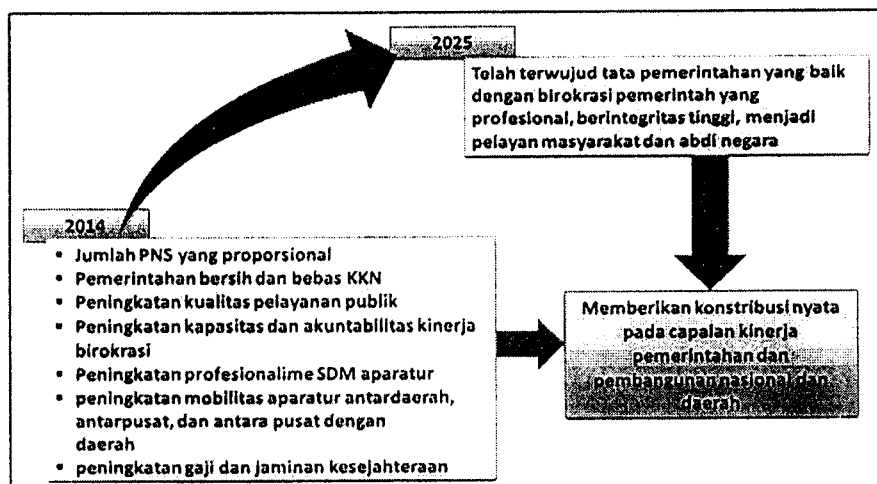 2025
Telah terwujud tata pemerintahan yang baik
dengan birokrasi pemerintah yang
profesional, berintegritas tinggi, menjadi
pelayan masyarakat dan abdi negara
2014
▪ Jumlah PNS yang proporsional
▪ Pemerintahan bersih dan bebas KKN
▪ Peningkatan kualitas pelayanan publik
▪ Peningkatan kapasitas dan akuntabilitas kinerja
birokrasi
▪ Peningkatan profesionalime SDM aparatur
▪ peningkatan mobilitas aparatur antardaerah,
antarpusat, dan antara pusat dengan
daerah
▪ peningkatan gaji dan jaminan kesejahteraan
Memberikan konstribusi nyata
pada capaian kinerja
pemerintahan dan
pembangunan nasional dan
daerah